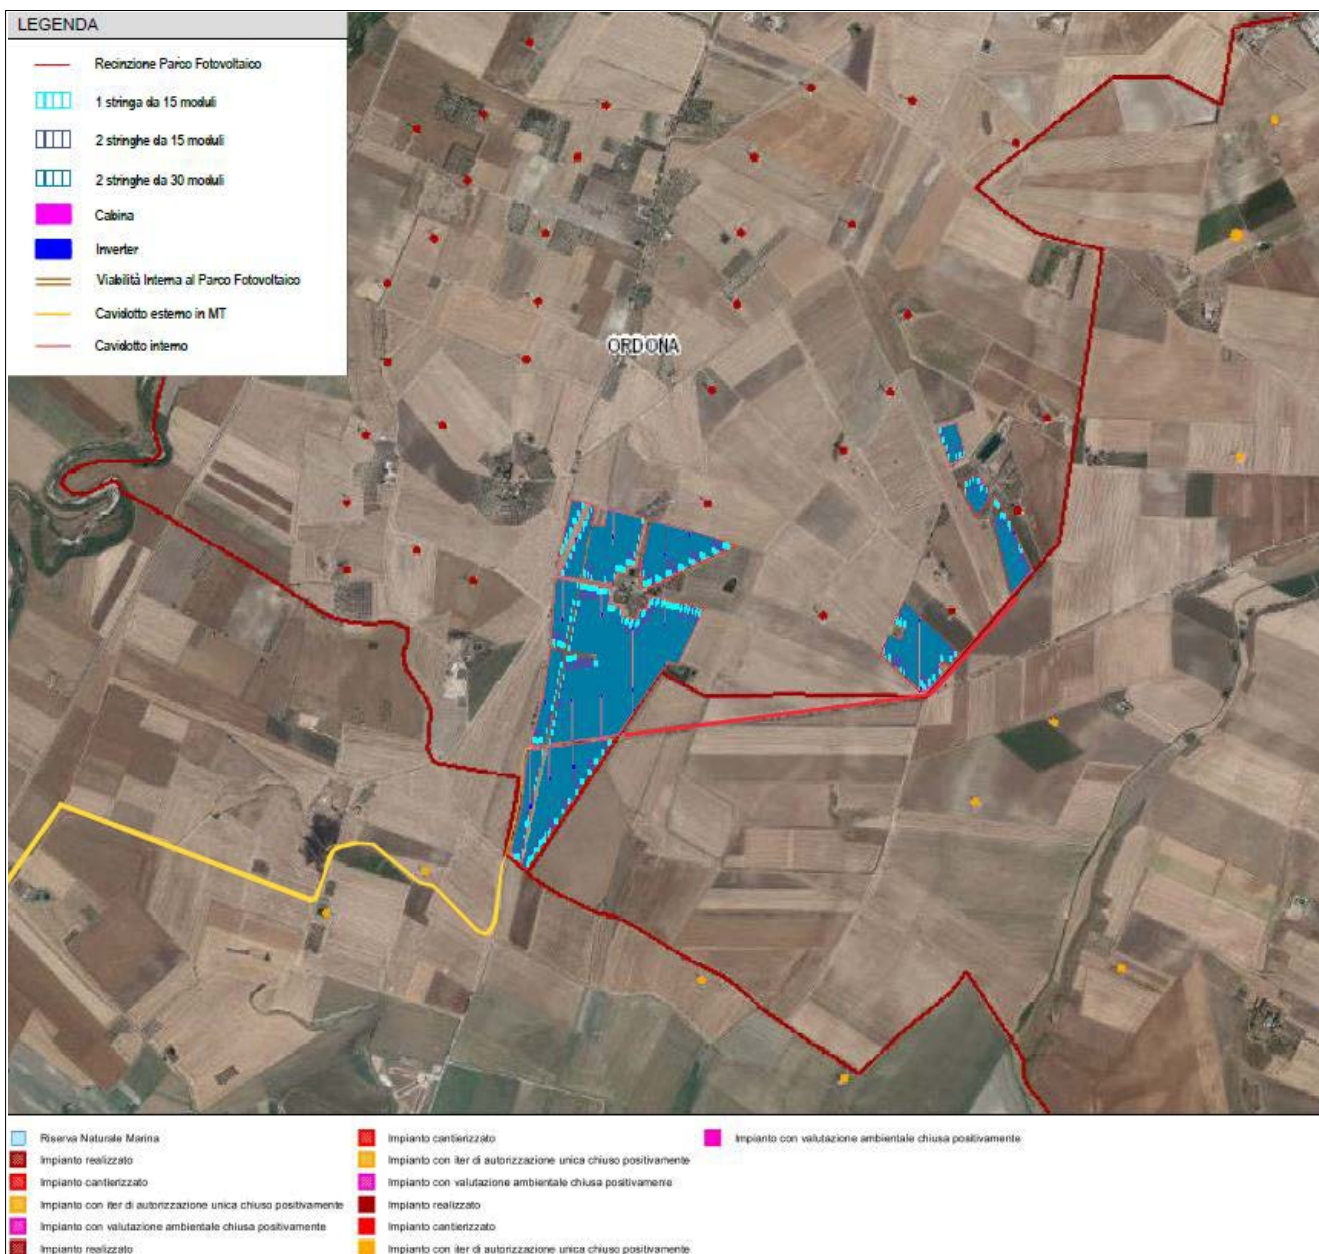 LEGENDA
Recinzione Parco Fotovoltaico
1 stringa da 15 moduli
2 stringhe da 15 moduli
2 stringhe da 30 moduli
Cabina
Inverter
Viabilità Interna al Parco Fotovoltaico
Cavidotto esterno in MT
Cavidotto interno
ORDONA
Riserva Naturale Marina
Impianto realizzato
Impianto cantierizzato
Impianto con iter di autorizzazione unica chiuso positivamente
Impianto con valutazione ambientale chiusa positivamente
Impianto realizzato
Impianto cantierizzato
Impianto con iter di autorizzazione unica chiuso positivamente
Impianto con valutazione ambientale chiusa positivamente
Impianto realizzato
Impianto cantierizzato
Impianto con iter di autorizzazione unica chiuso positivamente
Impianto con valutazione ambientale chiusa positivamente